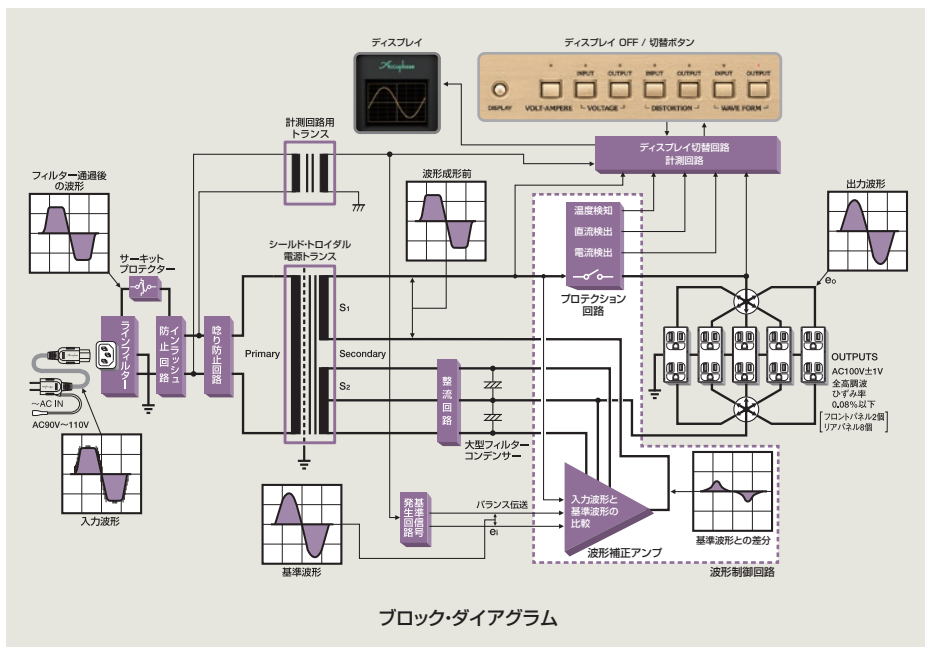 ディスプレイ
Accuphase
ディスプレイ OFF / 切替ボタン
INPUT
OUTPUT
INPUT
OUTPUT
INPUT
OUTPUT
DISPLAY
VOLT-AMPERE
VOLTAGE
DISTORTION
WAVE FORM
計測回路用
トランス
ディスプレイ切替回路
計測回路
フィルター通過後
の波形
波形成形前
温度検知
直流検出
電流検出
プロテクション
回路
出力波形
eo
サーキット
プロテクター
シールド・トロイダル
電源トランス
ラインフィルター
インラッシュ
防止回路
唸り防止回路
Primary
Secondary
S1
S2
整流回路
大型フィルター
コンデンサー
OUTPUTS
AC100V±1V
全高調波
ひずみ率
0.08%以下
[フロントパネル2個
リアパネル8個]
～AC IN
AC90V～110V
入力波形
基準波形
基準信号
発生回路
バランス伝送
ei
入力波形と
基準波形の
比較
波形補正アンプ
基準波形との差分
波形制御回路
ブロック・ダイアグラム